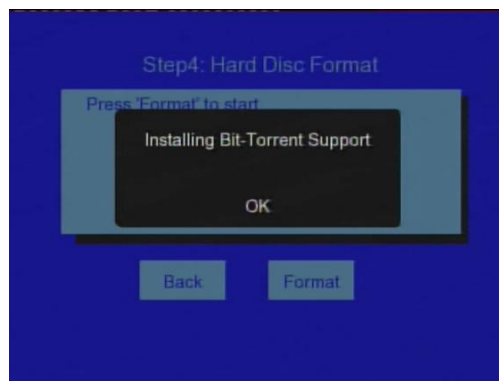 Step4: Hard Disc Format
Press 'Format' to start
Installing Bit-Torrent Support
OK
Back
Format